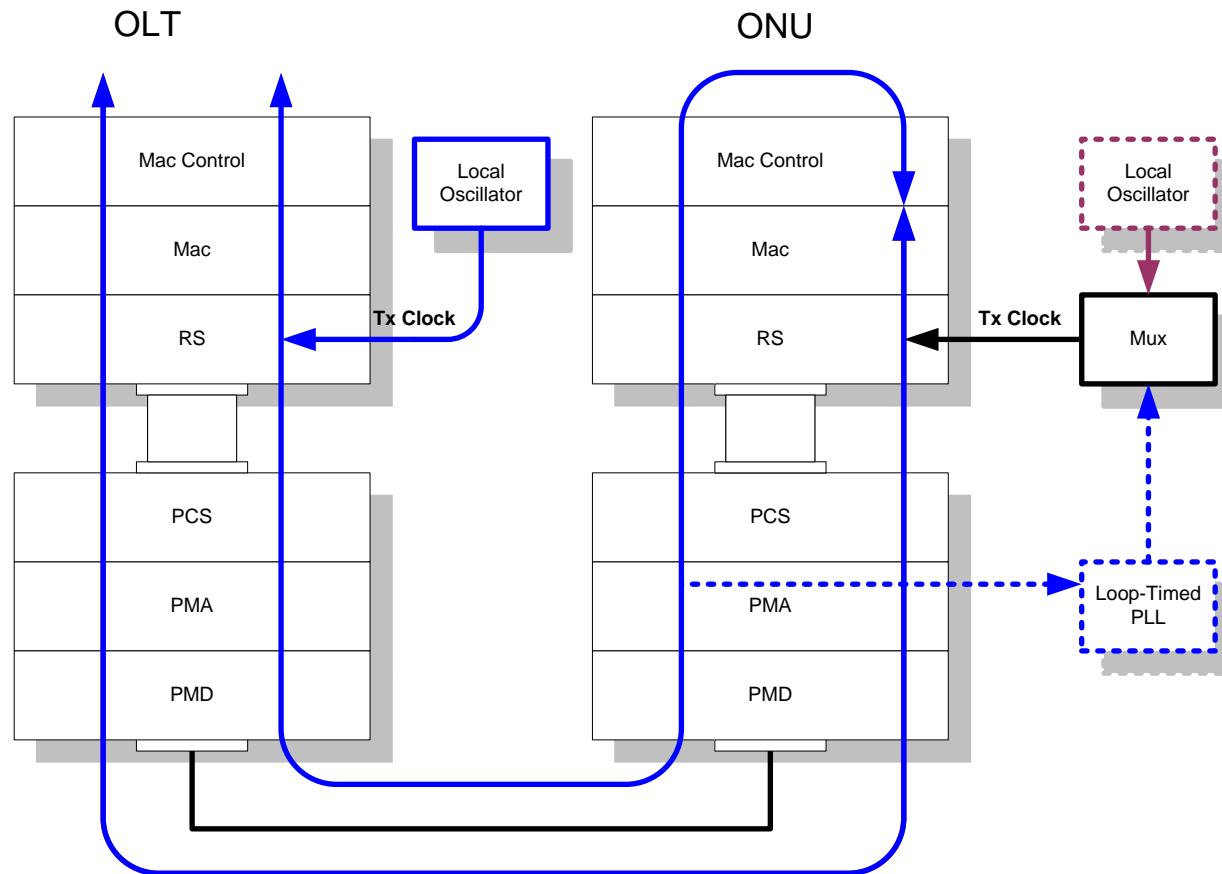 OLT
ONU
Mac Control
Local
Oscillator
Mac Control
Local
Oscillator
Mac
Mac
Tx Clock
RS
Tx Clock
RS
Mux
PCS
PCS
PMA
PMA
Loop-Timed
PLL
PMD
PMD